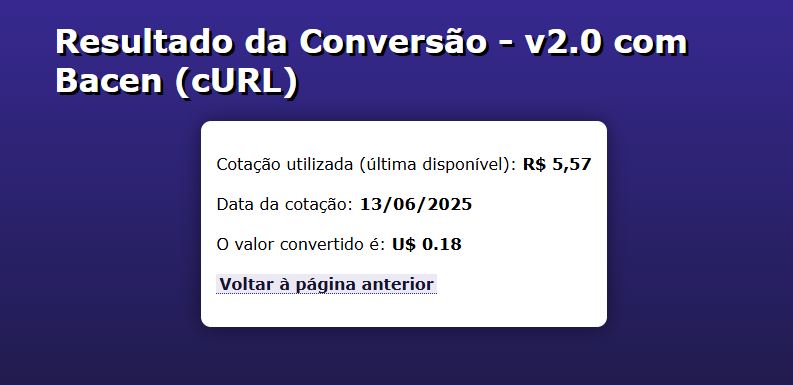 Resultado da Conversão - v2.0 com
Bacen (cURL)
Cotação utilizada (última disponível): R$ 5,57
Data da cotação: 13/06/2025
O valor convertido é: U$ 0.18
Voltar à página anterior